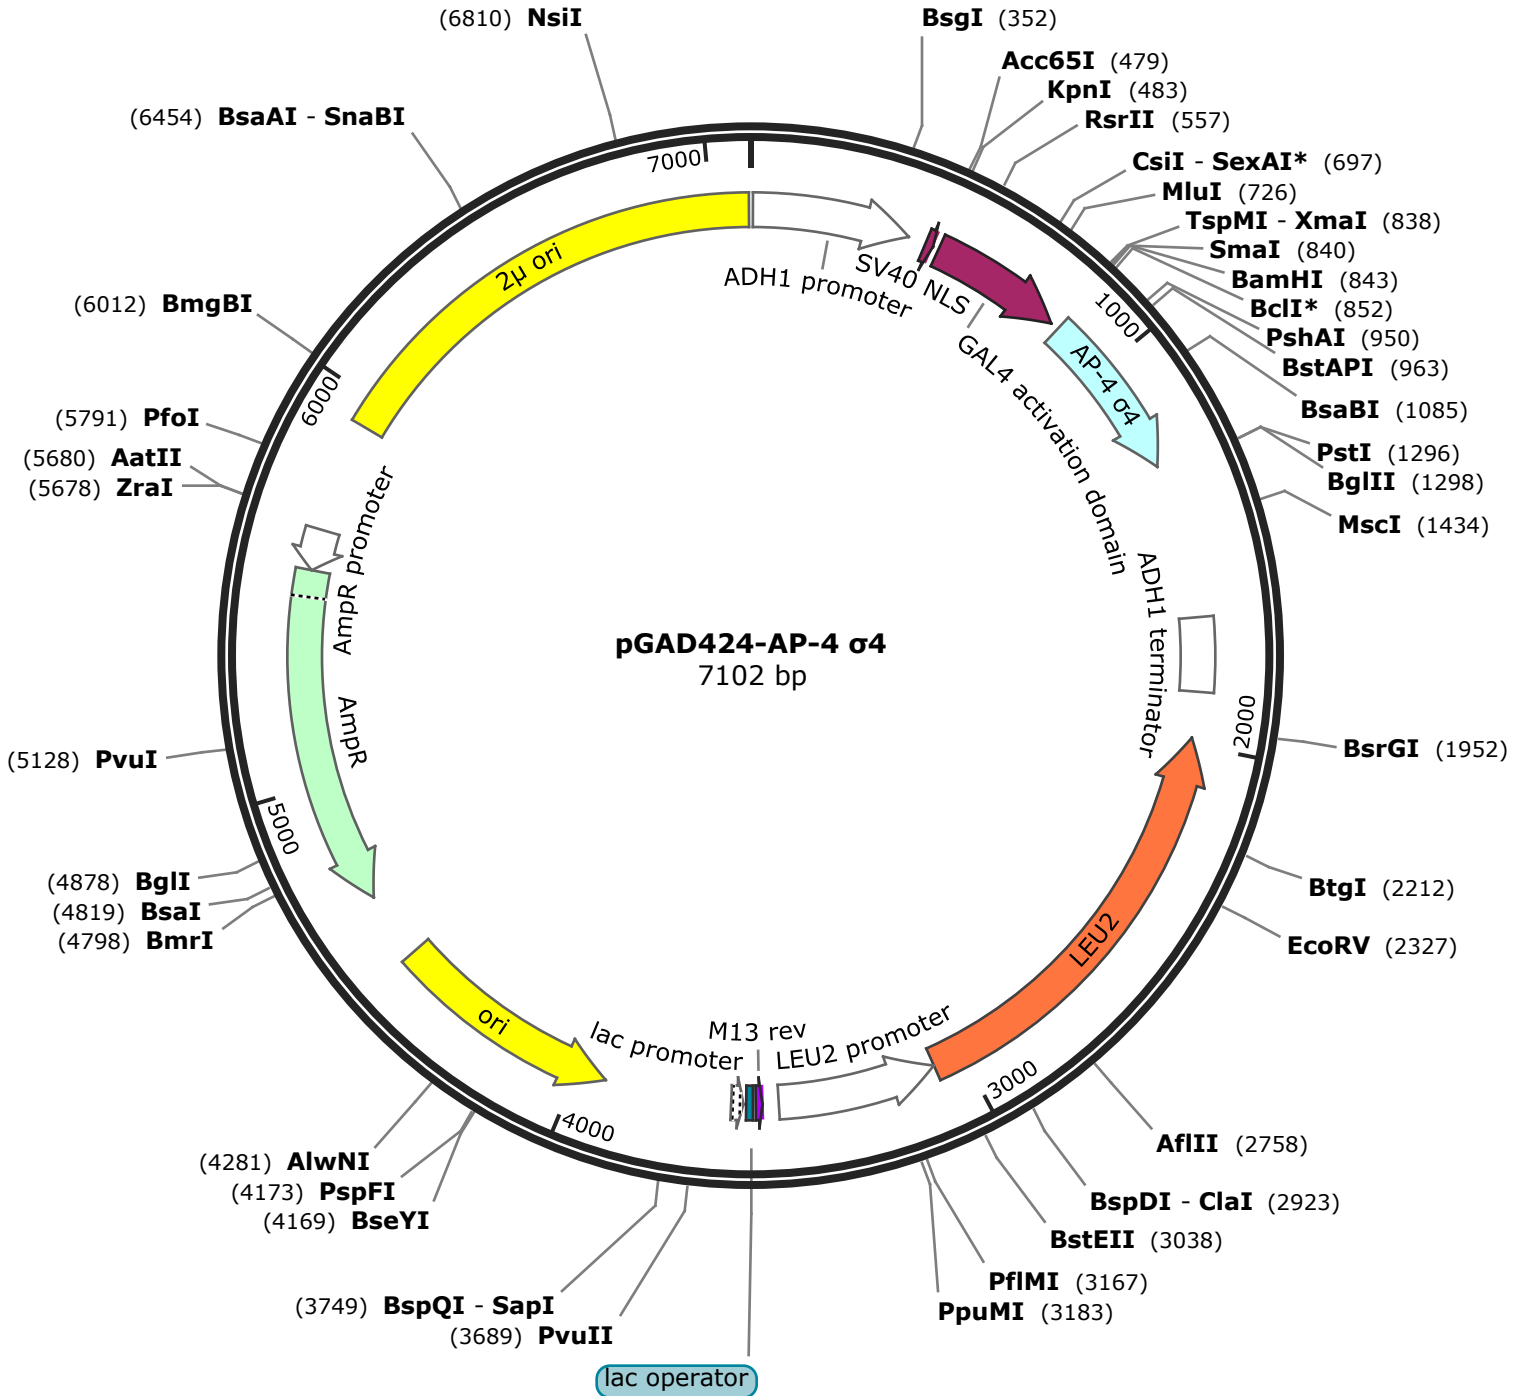 (6810) NsiI
BsgI (352)
Acc65I (479)
KpnI (483)
RsrII (557)
(6454) BsaAI - SnaBI
CsiI - SexAI* (697)
MluI (726)
TspMI - XmaI (838)
SmaI (840)
BamHI (843)
BclI* (852)
PshAI (950)
BstAPI (963)
BsaBI (1085)
PstI (1296)
BglII (1298)
MscI (1434)
(6012) BmgBI
(5791) PfoI
(5680) AatII
(5678) ZraI
7000
1000
6000
2µ ori
ADH1 promoter
SV40 NLS
GAL4 activation domain
AP-4 σ4
ADH1 terminator
AmpR promoter
AmpR
pGAD424-AP-4 σ4
7102 bp
2000
BsrGI (1952)
(5128) PvuI
5000
BtgI (2212)
EcoRV (2327)
LEU2
(4878) BglI
(4819) BsaI
(4798) BmrI
ori
lac promoter
M13 rev
LEU2 promoter
3000
4000
AflII (2758)
BspDI - ClaI (2923)
BstEII (3038)
PflMI (3167)
PpuMI (3183)
(4281) AlwNI
(4173) PspFI
(4169) BseYI
(3749) BspQI - SapI
(3689) PvuII
lac operator